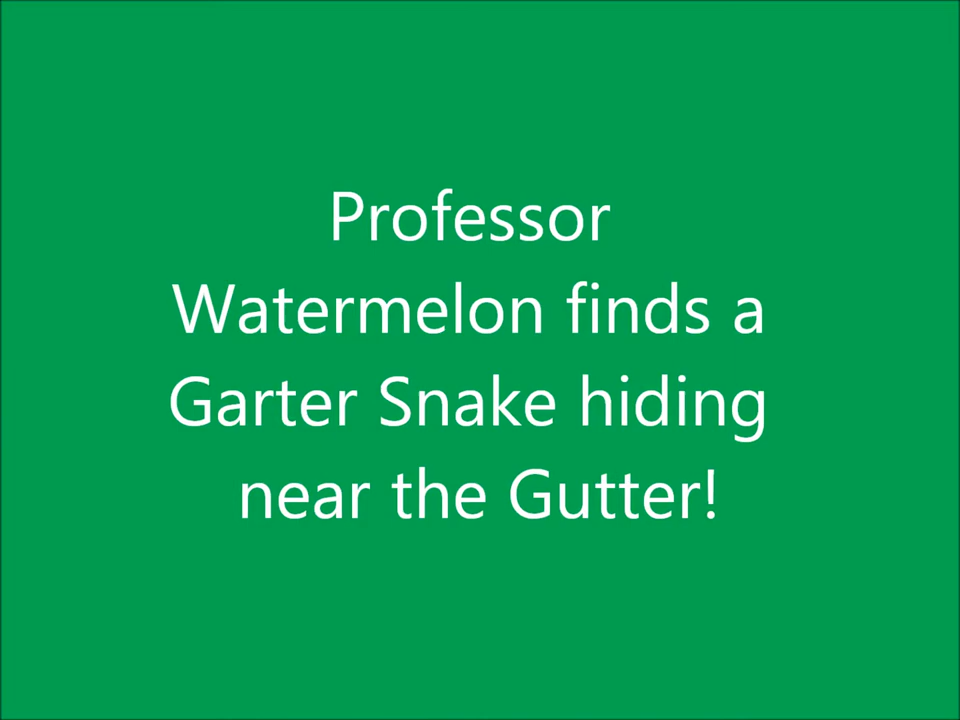 Professor
Watermelon finds a
Garter Snake hiding
near the Gutter!